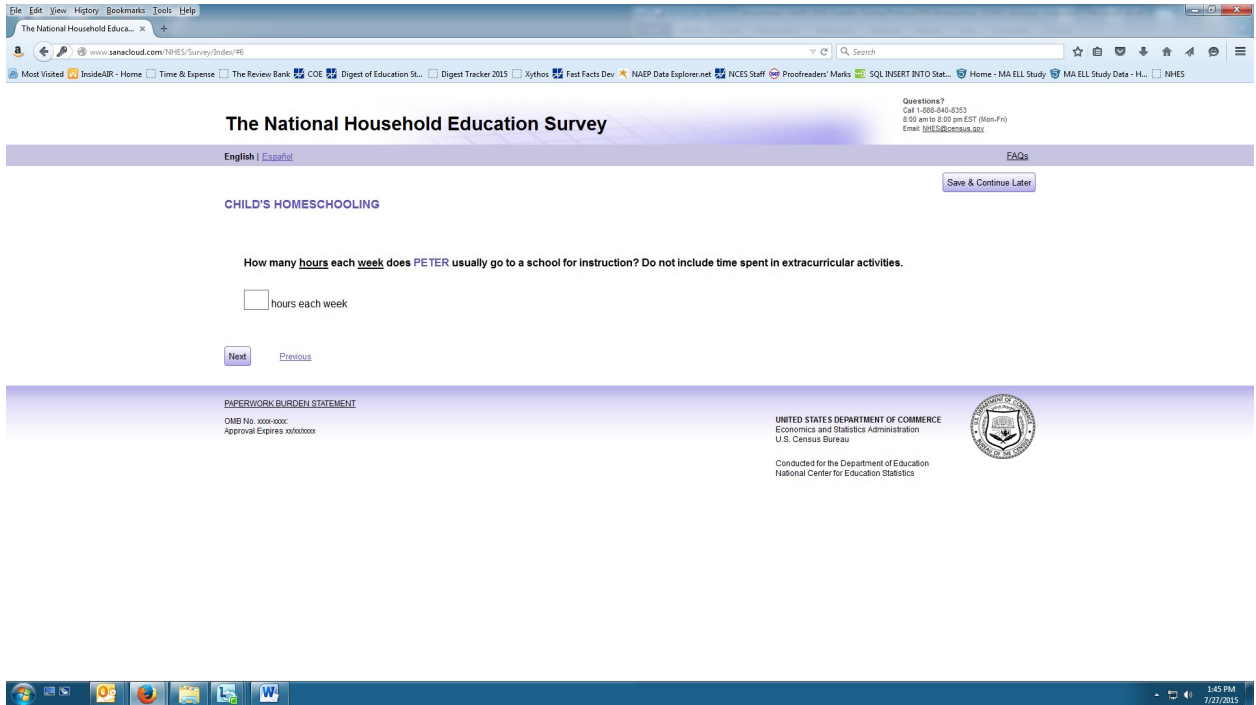 File Edit View History Bookmarks Tools Help
The National Household Educa... × +
www.sanacloud.com/NHES/Survey/Index/#6
Search
Most Visited InsideAIR - Home Time & Expense The Review Bank COE Digest of Education St... Digest Tracker 2015 Xythos Fast Facts Dev NAEP Data Explorer.net NCES Staff Proofreaders' Marks SQL INSERT INTO Stat... Home - MA ELL Study MA ELL Study Data - H... NHES
Questions?
Call 1-888-840-8353
8:00 am to 8:00 pm EST (Mon-Fri)
Email: NHES@census.gov
The National Household Education Survey
English | Español FAQs
Save & Continue Later
CHILD'S HOMESCHOOLING
How many hours each week does PETER usually go to a school for instruction? Do not include time spent in extracurricular activities.
hours each week
Next Previous
PAPERWORK BURDEN STATEMENT
OMB No. xxxx-xxxx:
Approval Expires xx/xx/xxxx
UNITED STATES DEPARTMENT OF COMMERCE
Economics and Statistics Administration
U.S. Census Bureau
Conducted for the Department of Education
National Center for Education Statistics
U.S. DEPARTMENT OF COMMERCE
BUREAU OF THE CENSUS
1:45 PM
7/27/2015